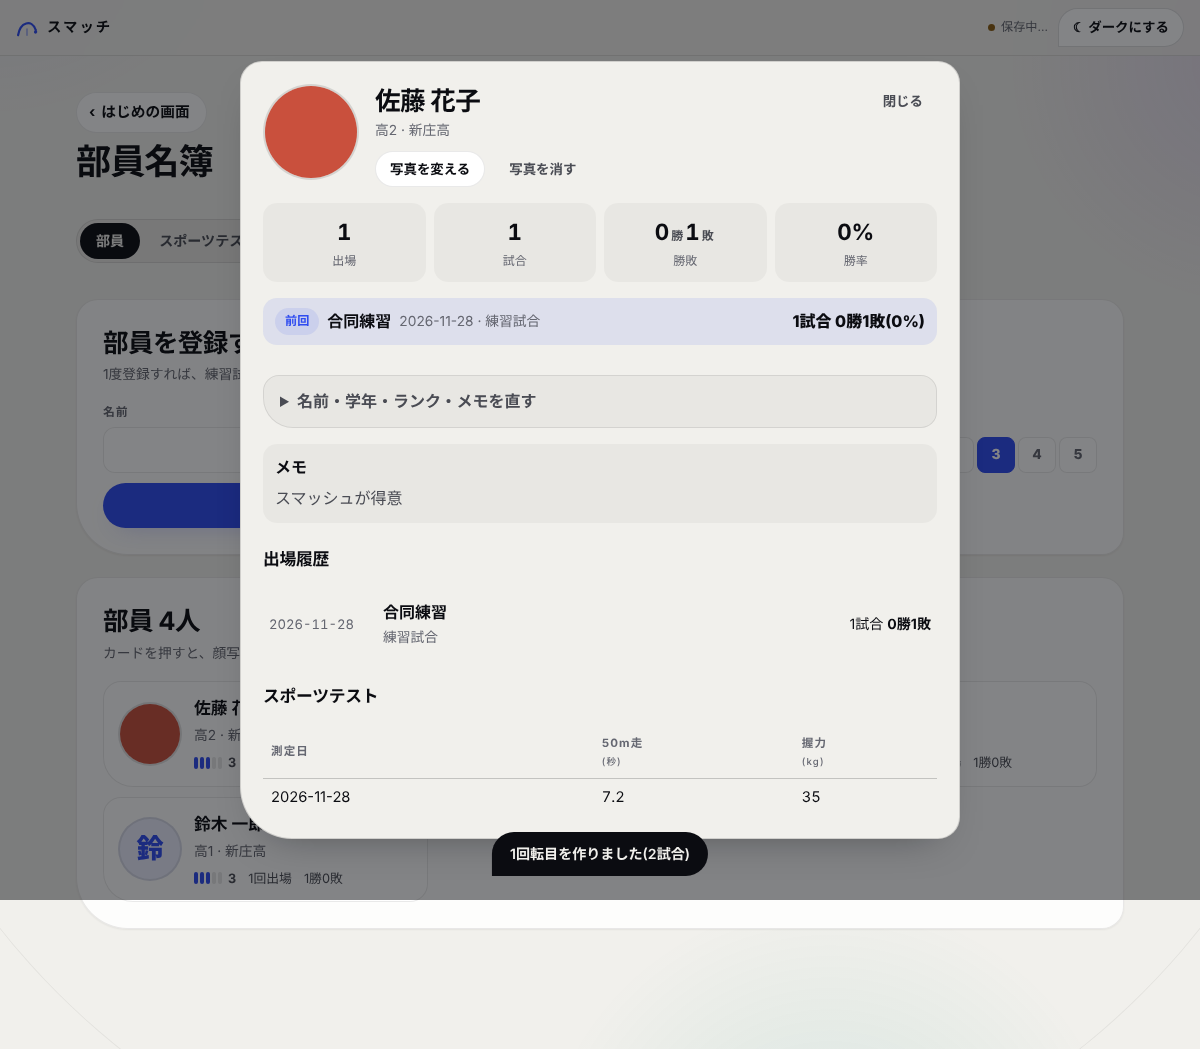 スマッチ
保存中...
☾ ダークにする
‹ はじめの画面
部員名簿
部員
スポーツテス
部員を登録す
1度登録すれば、練習試
名前
3
4
5
部員 4人
カードを押すと、顔写
佐藤 花
高2 · 新庄
3
1勝0敗
鈴木 一郎
鈴
高1 · 新庄高
3 1回出場 1勝0敗
佐藤 花子
高2 · 新庄高
閉じる
写真を変える
写真を消す
1
出場
1
試合
0勝1敗
勝敗
0%
勝率
前回 合同練習 2026-11-28 · 練習試合
1試合 0勝1敗(0%)
▶ 名前・学年・ランク・メモを直す
メモ
スマッシュが得意
出場履歴
2026-11-28
合同練習
練習試合
1試合 0勝1敗
スポーツテスト
測定日
50m走
(秒)
握力
(kg)
2026-11-28
7.2
35
1回転目を作りました(2試合)